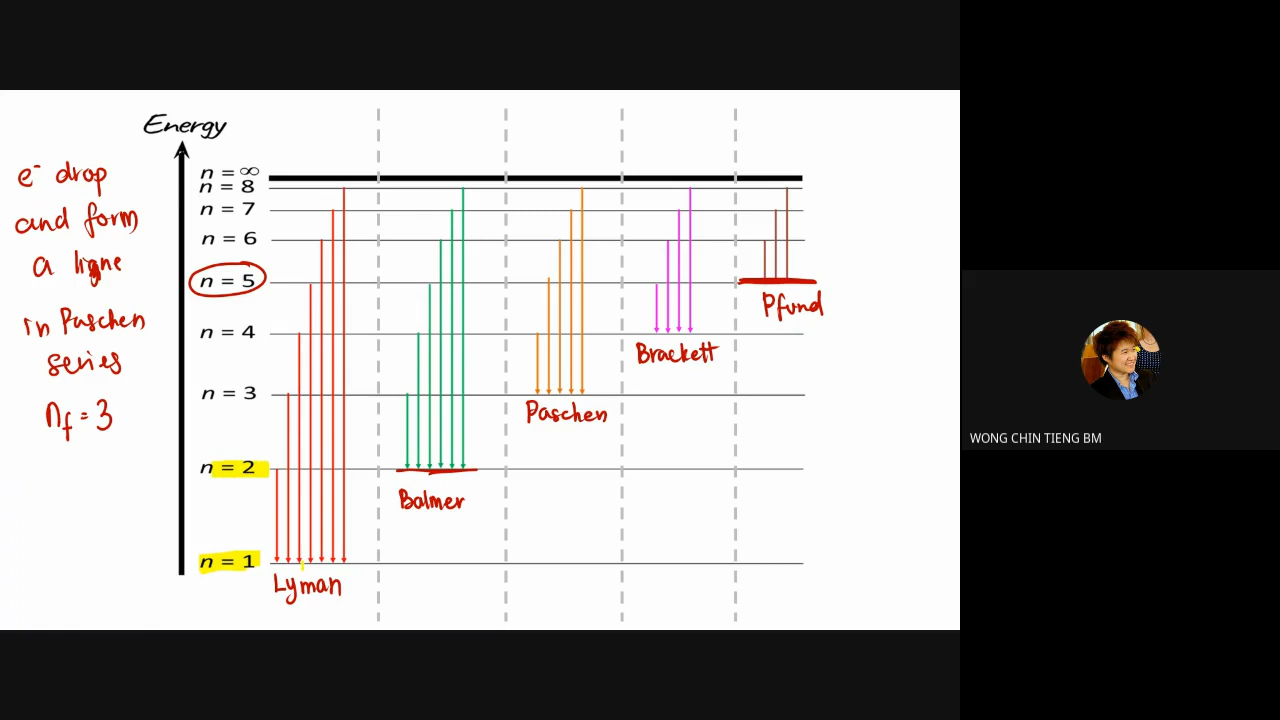 Energy
n = ∞
n = 8
n = 7
n = 6
n = 5
n = 4
n = 3
n = 2
n = 1
e⁻ drop
and form
a
in Paschen
series
nf = 3
Lyman
Balmer
Paschen
Brackett
Pfund
WONG CHIN TIENG BM